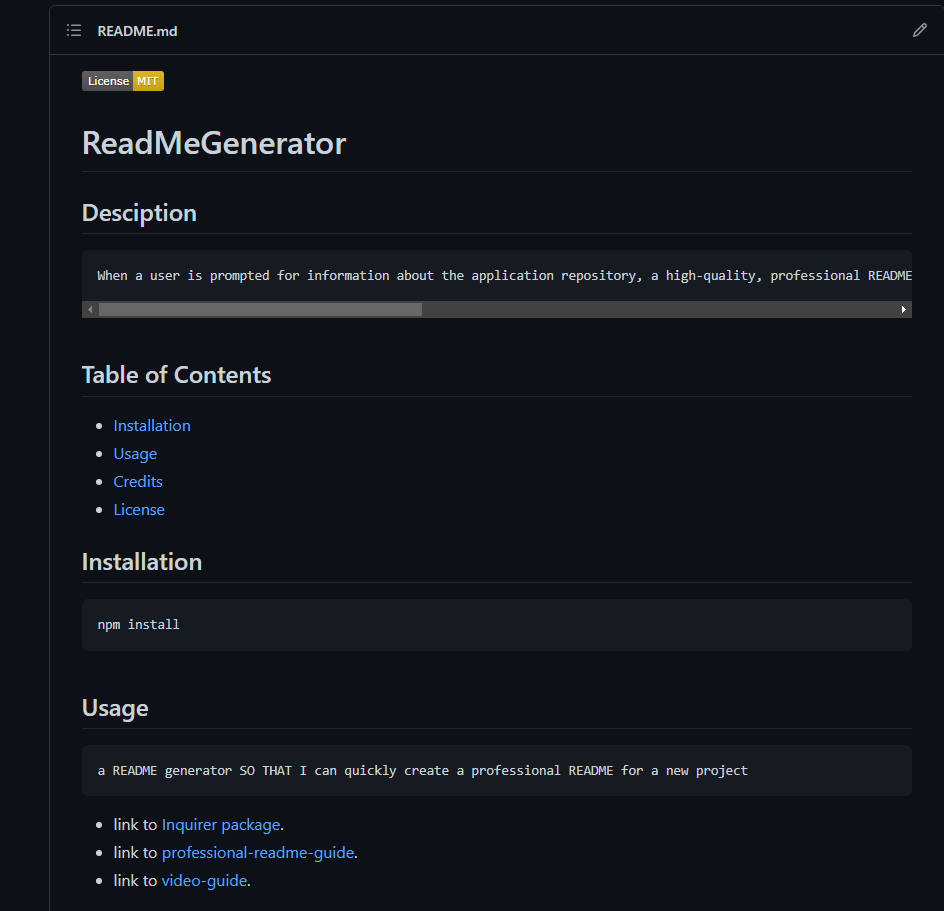 README.md
License MIT
ReadMeGenerator
Desciption
When a user is prompted for information about the application repository, a high-quality, professional README
Table of Contents
Installation
Usage
Credits
License
Installation
npm install
Usage
a README generator SO THAT I can quickly create a professional README for a new project
link to Inquirer package.
link to professional-readme-guide.
link to video-guide.